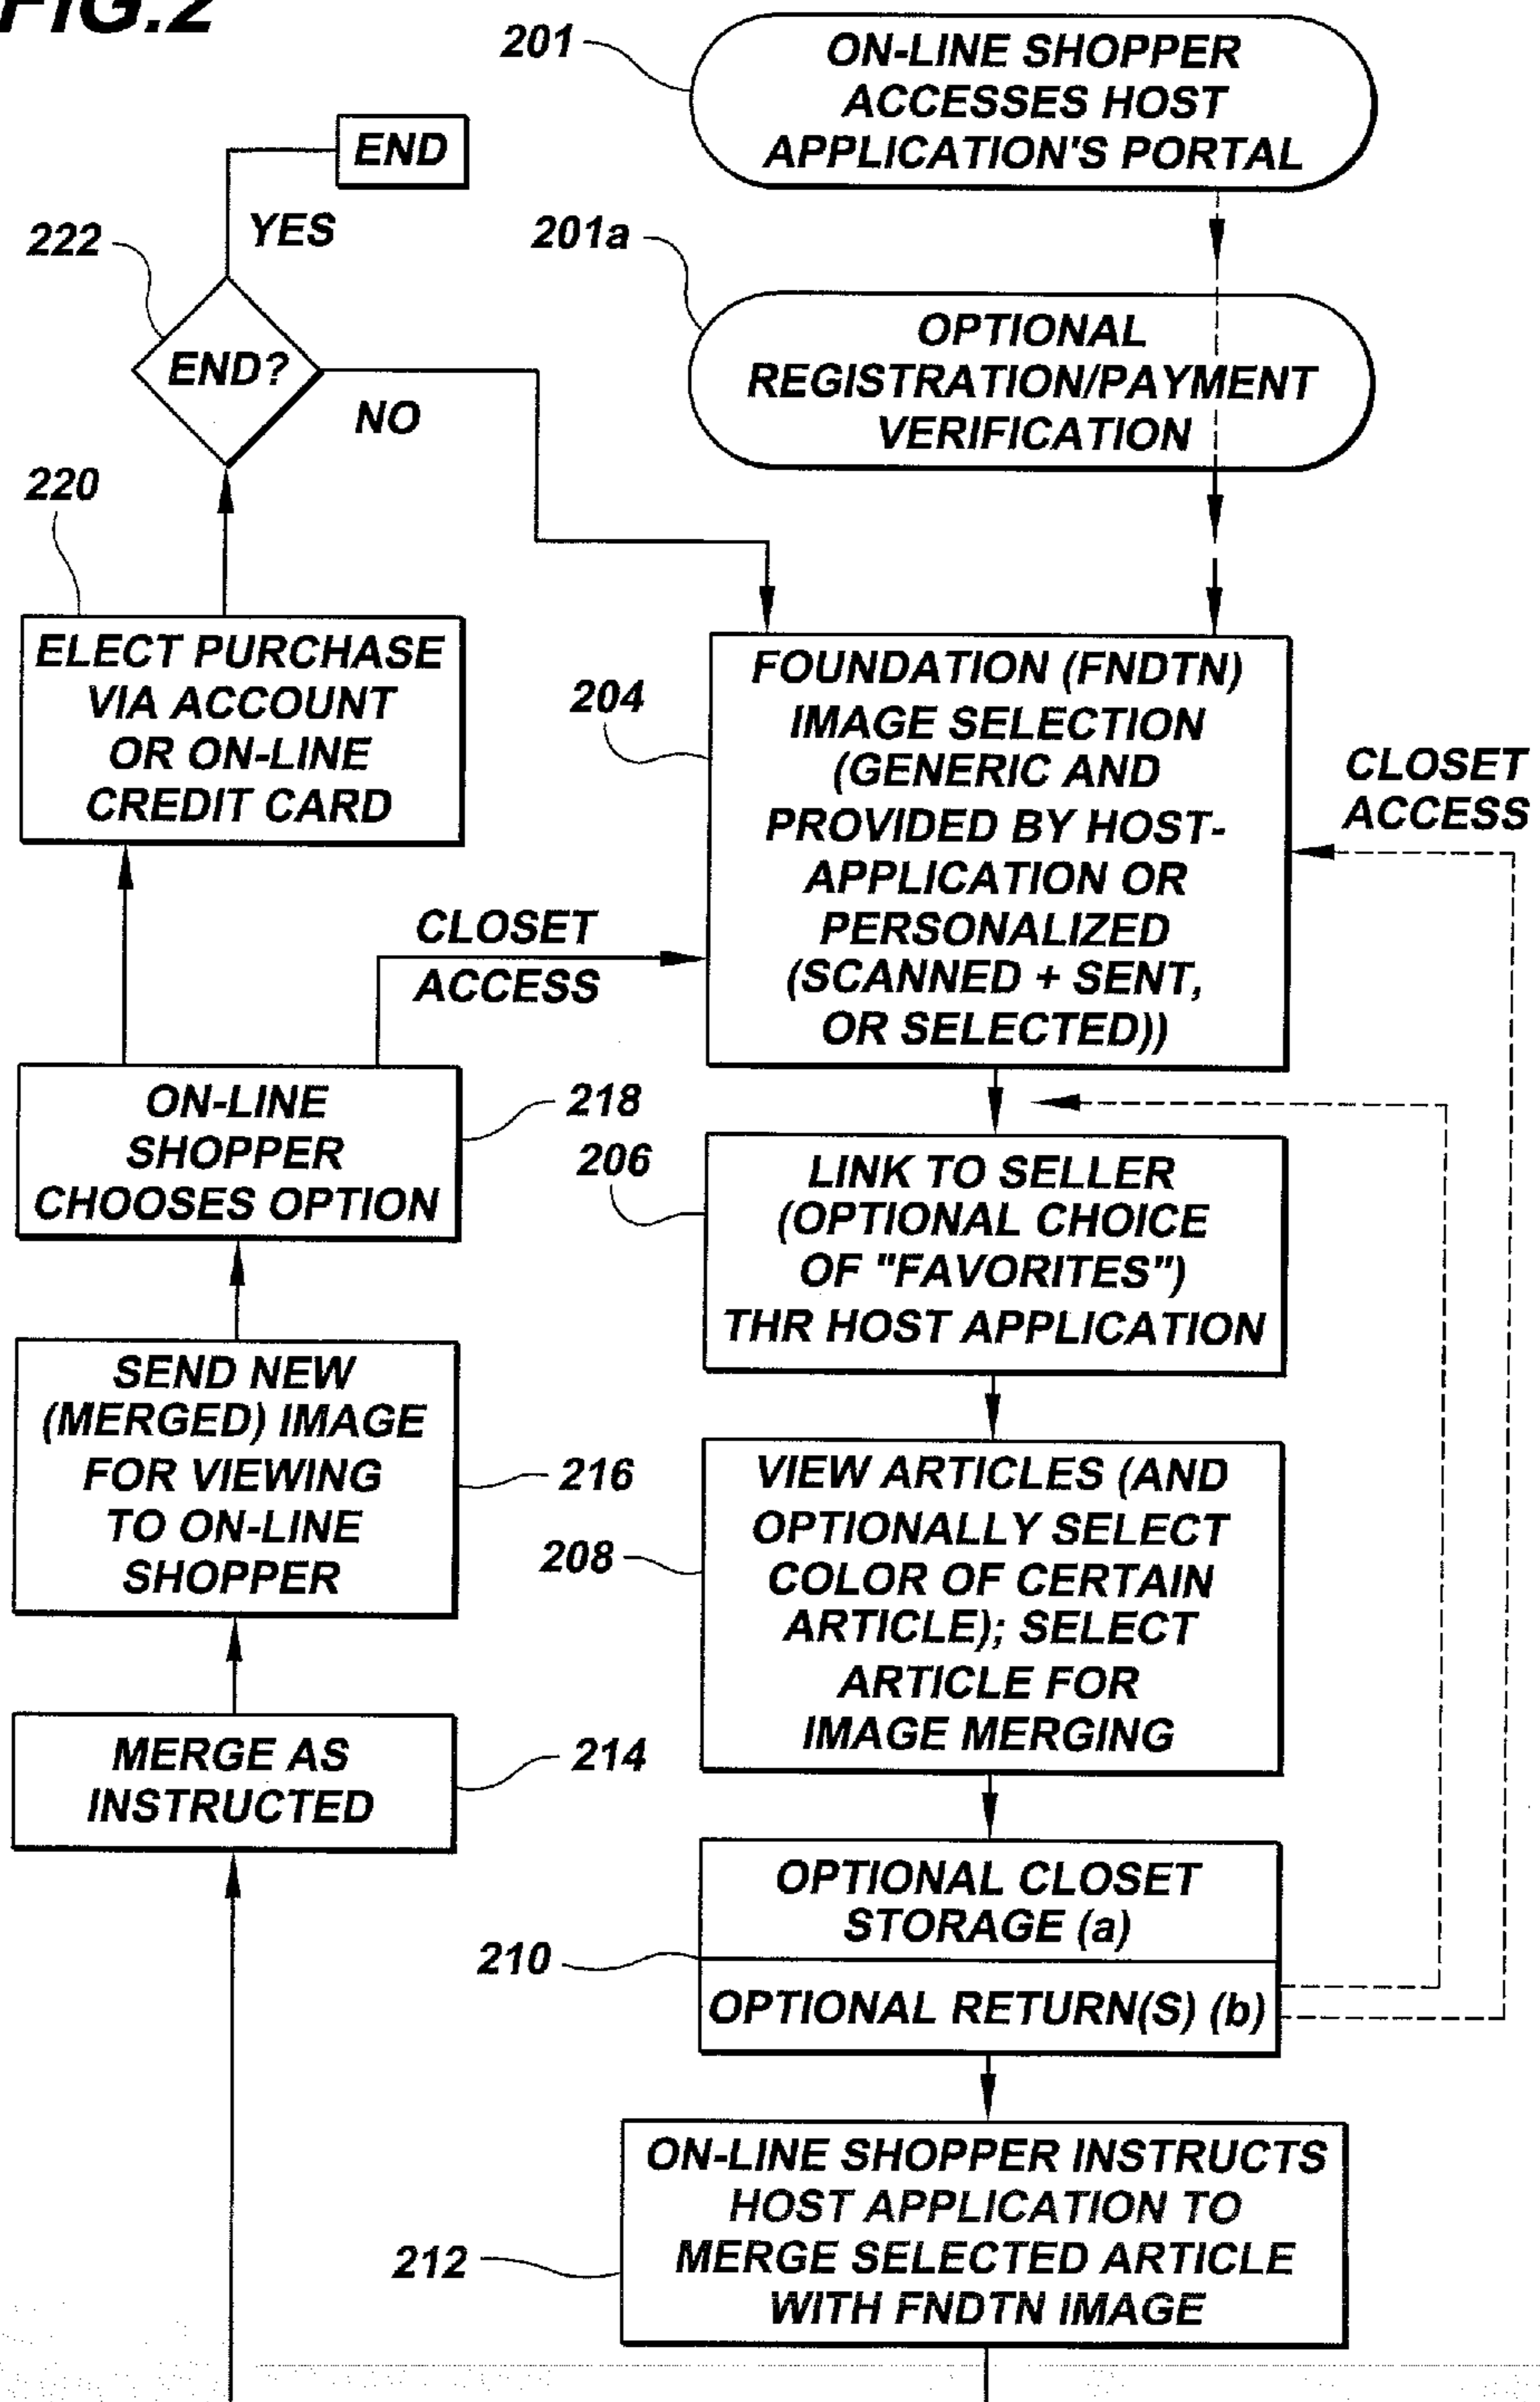 FIG.2
201
ON-LINE SHOPPER
ACCESSES HOST
APPLICATION'S PORTAL
END
YES
222
END?
NO
201a
OPTIONAL
REGISTRATION/PAYMENT
VERIFICATION
220
ELECT PURCHASE
VIA ACCOUNT
OR ON-LINE
CREDIT CARD
204
FOUNDATION (FNDTN)
IMAGE SELECTION
(GENERIC AND
PROVIDED BY HOST-
APPLICATION OR
PERSONALIZED
(SCANNED + SENT,
OR SELECTED))
CLOSET
ACCESS
CLOSET
ACCESS
ON-LINE
SHOPPER
CHOOSES OPTION
218
206
LINK TO SELLER
(OPTIONAL CHOICE
OF "FAVORITES")
THR HOST APPLICATION
SEND NEW
(MERGED) IMAGE
FOR VIEWING
TO ON-LINE
SHOPPER
216
208
VIEW ARTICLES (AND
OPTIONALLY SELECT
COLOR OF CERTAIN
ARTICLE); SELECT
ARTICLE FOR
IMAGE MERGING
MERGE AS
INSTRUCTED
214
OPTIONAL CLOSET
STORAGE (a)
210
OPTIONAL RETURN(S) (b)
212
ON-LINE SHOPPER INSTRUCTS
HOST APPLICATION TO
MERGE SELECTED ARTICLE
WITH FNDTN IMAGE